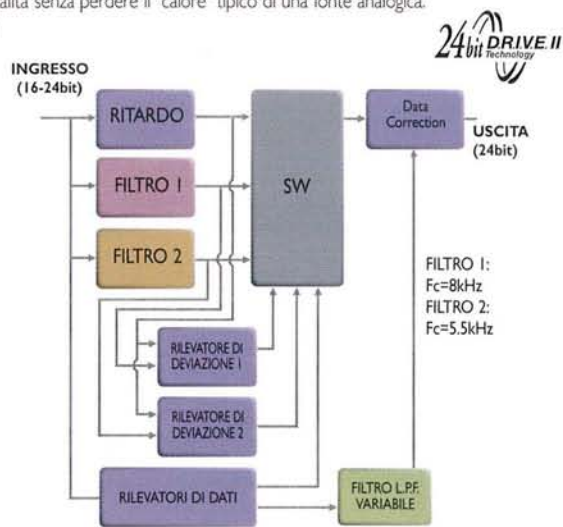 alità senza perdere il "calore" tipico di una fonte analogica.
24bit D.R.I.V.E. II
Technology
INGRESSO
(16-24bit)
RITARDO
FILTRO 1
FILTRO 2
SW
Data
Correction
USCITA
(24bit)
FILTRO 1:
Fc=8kHz
FILTRO 2:
Fc=5.5kHz
RILEVATORE DI
DEVIAZIONE 1
RILEVATORE DI
DEVIAZIONE 2
RILEVATORI DI DATI
FILTRO L.P.F.
VARIABILE